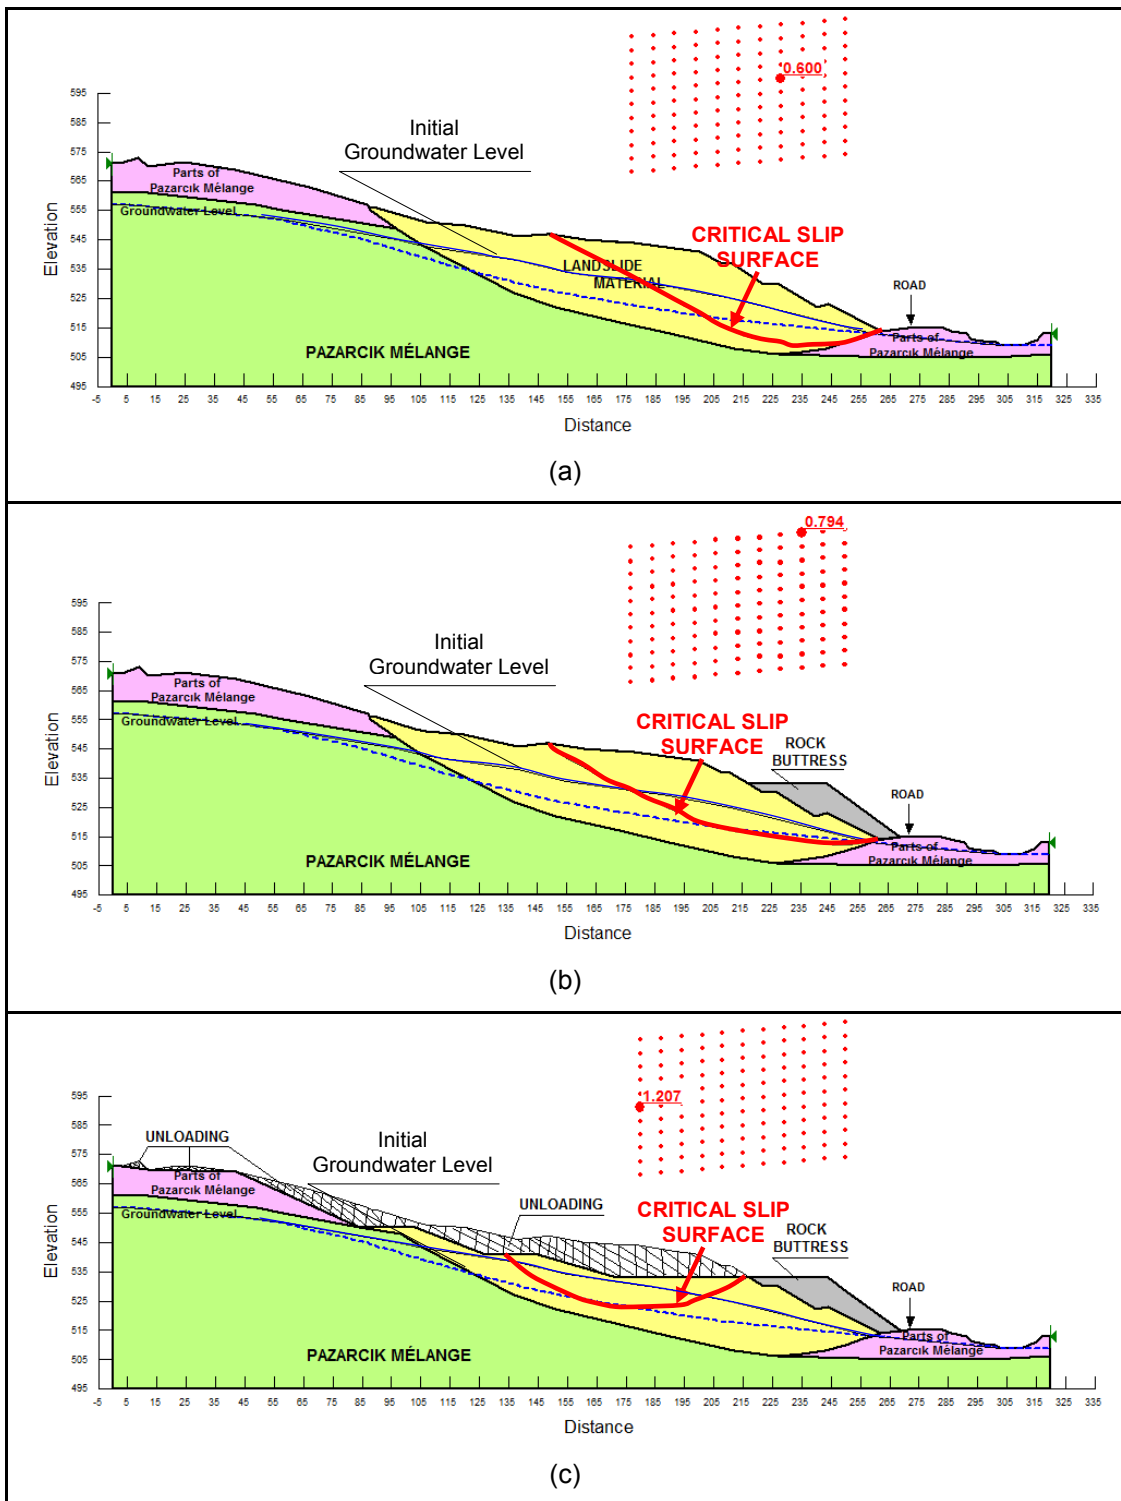 0.600
595
575
555
545
535
525
515
505
495
Elevation
Initial
Groundwater Level
Parts of
Pazarcık Mélange
Groundwater Level
CRITICAL SLIP
SURFACE
LANDSLIDE
MATERIAL
ROAD
Parts of
Pazarcik Mélange
PAZARCIK MÉLANGE
-5 5 15 25 35 45 55 65 75 85 95 105 115 125 135 145 155 165 175 185 195 205 215 225 235 245 255 265 275 285 295 305 315 325 335
Distance
(a)
0.794
595
585
575
565
555
545
535
525
515
505
495
Elevation
Initial
Groundwater Level
Parts of
Pazarcik Mélange
Groundwater Level
CRITICAL SLIP
SURFACE
ROCK
BUTTRESS
ROAD
Parts of
Pazarcik Mélange
PAZARCIK MÉLANGE
-5 5 15 25 35 45 55 65 75 85 95 105 115 125 135 145 155 165 175 185 195 205 215 225 235 245 255 265 275 285 295 305 315 325 335
Distance
(b)
1.207
595
585
575
565
555
545
535
525
515
505
495
Elevation
UNLOADING
Initial
Groundwater Level
Parts of
Pazarcik Mélange
Groundwater Level
UNLOADING
CRITICAL SLIP
SURFACE
ROCK
BUTTRESS
ROAD
Parts of
Pazarcik Mélange
PAZARCIK MÉLANGE
-5 5 15 25 35 45 55 65 75 85 95 105 115 125 135 145 155 165 175 185 195 205 215 225 235 245 255 265 275 285 295 305 315 325 335
Distance
(c)